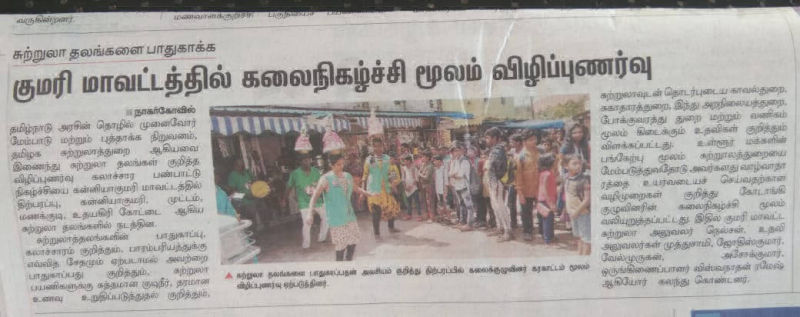 வருகின்றனர்.
சுற்றுலா தலங்களை பாதுகாக்க
குமரி மாவட்டத்தில் கலைநிகழ்ச்சி மூலம் விழிப்புணர்வு
நாகர்கோவில்
தமிழ்நாடு அரசின் தொழில் முனைவோர்
மேம்பாடு மற்றும் புத்தாக்க நிறுவனம்,
தமிழக சுற்றுலாத்துறை ஆகியவை
இணைந்து சுற்றுலா தலங்கள் குறித்த
விழிப்புணர்வு கலாச்சார பண்பாட்டு
நிகழ்ச்சியை கன்னியாகுமரி மாவட்டத்தில்
திற்பரப்பு, கன்னியாகுமரி, முட்டம்,
மணக்குடி, உதயகிரி கோட்டை ஆகிய
சுற்றுலா தலங்களில் நடத்தின.
சுற்றுலாத்தலங்களின் பாதுகாப்பு,
கலாச்சாரம் குறித்தும், பாரம்பரியத்துக்கு
எவ்வித சேதமும் ஏற்படாமல் அவற்றை
பாதுகாப்பது குறித்தும், சுற்றுலா
பயணிகளுக்கு சுத்தமான குடிநீர், தரமான
உணவு உறுதிப்படுத்துதல் குறித்தும்,
சுற்றுலா தலங்களை பாதுகாப்பதன் அவசியம் குறித்து திற்பரப்பில் கலைக்குழுவினர் கரகாட்டம் மூலம்
விழிப்புணர்வு ஏற்படுத்தினர்.
சுற்றுலாவுடன் தொடர்புடைய காவல்துறை,
சுகாதாரத்துறை, இந்து அறநிலையத்துறை,
போக்குவரத்து துறை மற்றும் வணிகம்
மூலம் கிடைக்கும் உதவிகள் குறித்தும்
விளக்கப்பட்டது. உள்ளூர் மக்களின்
பங்கேற்பு மூலம் சுற்றுலாத்துறையை
மேம்படுத்துவதோடு அவர்களது வாழ்வாதா
ரத்தை உயர்வடைய செய்வதற்கான
வழிமுறைகள் குறித்து கோடாங்கி
குழுவினரின் கலைநிகழ்ச்சி மூலம்
வலியுறுத்தப்பட்டது. இதில் குமரி மாவட்ட
சுற்றுலா அலுவலர் நெல்சன், உதவி
அலுவலர்கள் முத்துசாமி, ஜோதிஸ்குமார்,
வேல்முருகன், அசோக்குமார்,
ஒருங்கிணைப்பாளர் விஸ்வநாதன் ரமேஷ்
ஆகியோர் கலந்து கொண்டனர்.